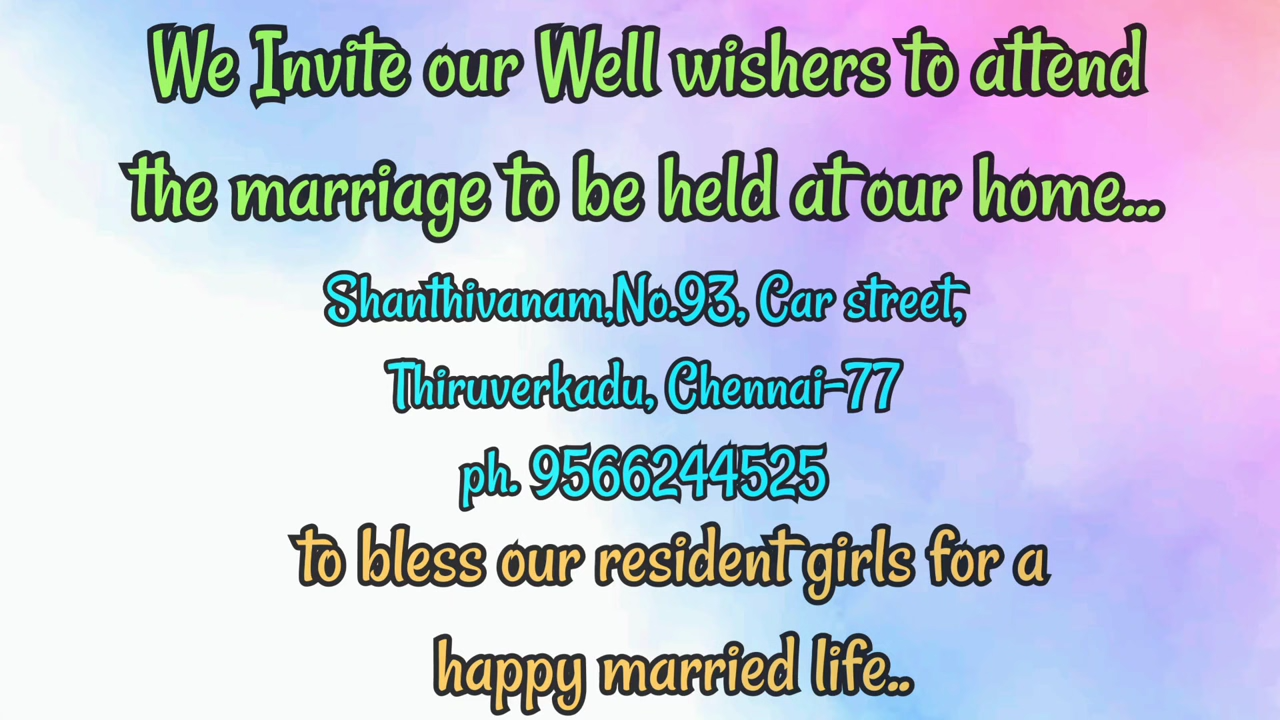 We Invite our Well wishers to attend
the marriage to be held at our home...
Shanthivanam,No.93, Car street,
Thiruverkadu, Chennai-77
ph. 9566244525
to bless our resident girls for a
happy married life..